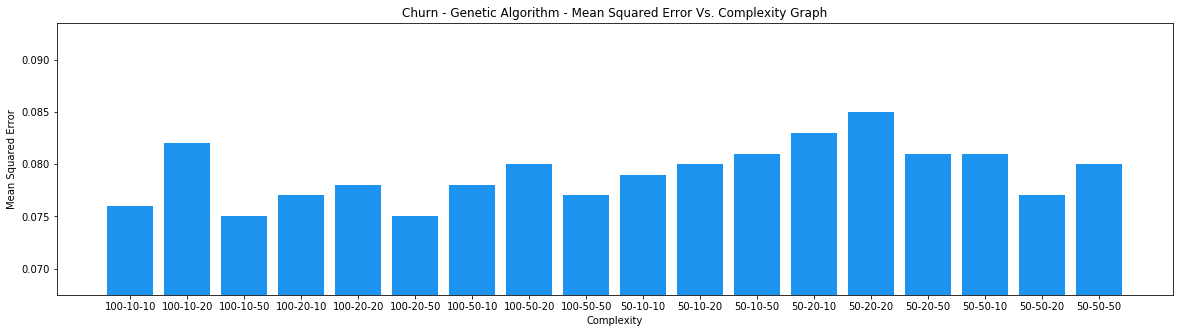 Churn - Genetic Algorithm - Mean Squared Error Vs. Complexity Graph
Mean Squared Error
0.090
0.085
0.080
0.075
0.070
100-10-10 100-10-20 100-10-50 100-20-10 100-20-20 100-20-50 100-50-10 100-50-20 100-50-50 50-10-10 50-10-20 50-10-50 50-20-10 50-20-20 50-20-50 50-50-10 50-50-20 50-50-50
Complexity